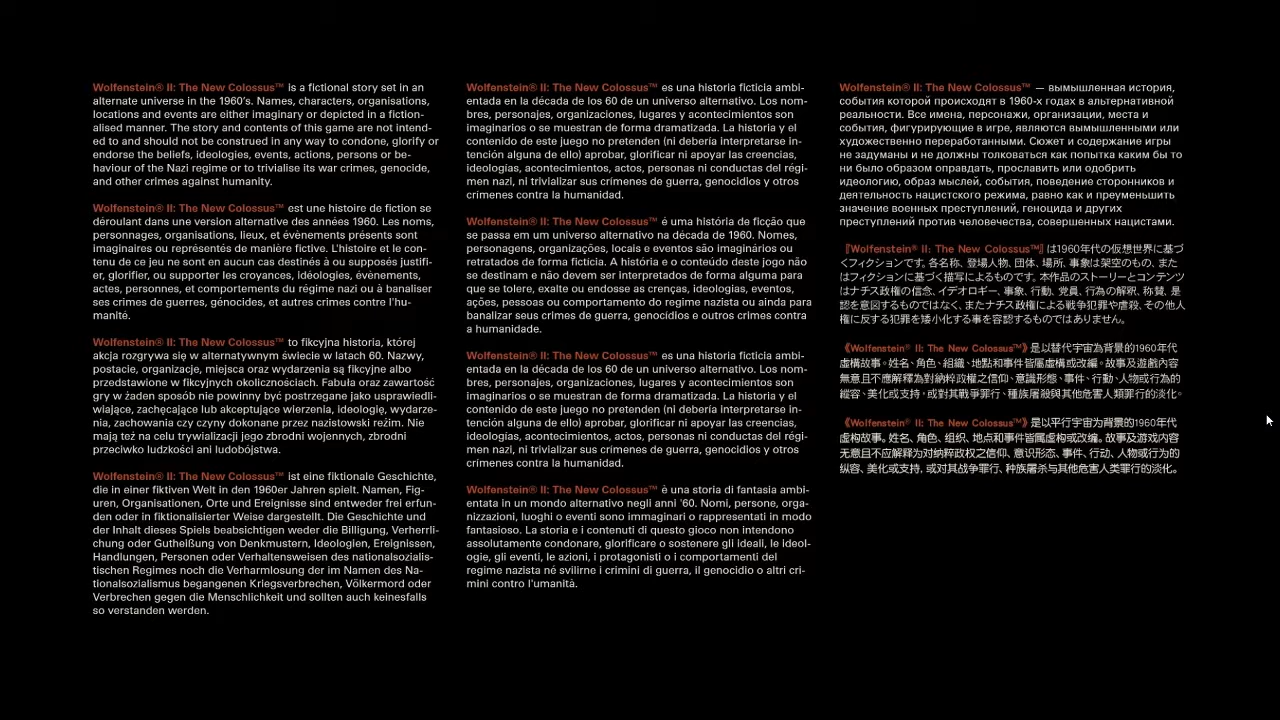 Wolfenstein® II: The New Colossus™ is a fictional story set in an
alternate universe in the 1960's. Names, characters, organisations,
locations and events are either imaginary or depicted in a fiction-
alised manner. The story and contents of this game are not intend-
ed to and should not be construed in any way to condone, glorify or
endorse the beliefs, ideologies, events, actions, persons or be-
haviour of the Nazi regime or to trivialise its war crimes, genocide,
and other crimes against humanity.
Wolfenstein® II: The New Colossus™ est une histoire de fiction se
déroulant dans une version alternative des années 1960. Les noms,
personnages, organisations, lieux, et évènements présents sont
imaginaires ou représentés de manière fictive. L'histoire et le con-
tenu de ce jeu ne sont en aucun cas destinés à ou supposés justifi-
er, glorifier, ou supporter les croyances, idéologies, évènements,
actes, personnes, et comportements du régime nazi ou à banaliser
ses crimes de guerres, génocides, et autres crimes contre l'hu-
manité.
Wolfenstein® II: The New Colossus™ to fikcyjna historia, której
akcja rozgrywa się w alternatywnym świecie w latach 60. Nazwy,
postacie, organizacje, miejsca oraz wydarzenia są fikcyjne albo
przedstawione w fikcyjnych okolicznościach. Fabuła oraz zawartość
gry w żaden sposób nie powinny być postrzegane jako usprawiedli-
wiające, zachęcające lub akceptujące wierzenia, ideologię, wydarze-
nia, zachowania czy czyny dokonane przez nazistowski reżim. Nie
mają też na celu trywializacji jego zbrodni wojennych, zbrodni
przeciwko ludzkości ani ludobójstwa.
Wolfenstein® II: The New Colossus™ ist eine fiktionale Geschichte,
die in einer fiktiven Welt in den 1960er Jahren spielt. Namen, Fig-
uren, Organisationen, Orte und Ereignisse sind entweder frei erfun-
den oder in fiktionalisierter Weise dargestellt. Die Geschichte und
der Inhalt dieses Spiels beabsichtigen weder die Billigung, Verherrli-
chung oder Gutheißung von Denkmustern, Ideologien, Ereignissen,
Handlungen, Personen oder Verhaltensweisen des nationalsozialis-
tischen Regimes noch die Verharmlosung der im Namen des Na-
tionalsozialismus begangenen Kriegsverbrechen, Völkermord oder
Verbrechen gegen die Menschlichkeit und sollten auch keinesfalls
so verstanden werden.
Wolfenstein® II: The New Colossus™ es una historia ficticia ambi-
entada en la década de los 60 de un universo alternativo. Los nom-
bres, personajes, organizaciones, lugares y acontecimientos son
imaginarios o se muestran de forma dramatizada. La historia y el
contenido de este juego no pretenden (ni debería interpretarse in-
tención alguna de ello) aprobar, glorificar ni apoyar las creencias,
ideologías, acontecimientos, actos, personas ni conductas del régi-
men nazi, ni trivializar sus crímenes de guerra, genocidios y otros
crímenes contra la humanidad.
Wolfenstein® II: The New Colossus™ é uma história de ficção que
se passa em um universo alternativo na década de 1960. Nomes,
personagens, organizações, locais e eventos são imaginários ou
retratados de forma fictícia. A história e o conteúdo deste jogo não
se destinam e não devem ser interpretados de forma alguma para
que se tolere, exalte ou endosse as crenças, ideologias, eventos,
ações, pessoas ou comportamento do regime nazista ou ainda para
banalizar seus crimes de guerra, genocídios e outros crimes contra
a humanidade.
Wolfenstein® II: The New Colossus™ es una historia ficticia ambi-
entada en la década de los 60 de un universo alternativo. Los nom-
bres, personajes, organizaciones, lugares y acontecimientos son
imaginarios o se muestran de forma dramatizada. La historia y el
contenido de este juego no pretenden (ni debería interpretarse in-
tención alguna de ello) aprobar, glorificar ni apoyar las creencias,
ideologías, acontecimientos, actos, personas ni conductas del régi-
men nazi, ni trivializar sus crímenes de guerra, genocidios y otros
crímenes contra la humanidad.
Wolfenstein® II: The New Colossus™ è una storia di fantasia ambi-
entata in un mondo alternativo negli anni '60. Nomi, persone, orga-
nizzazioni, luoghi o eventi sono immaginari o rappresentati in modo
fantasioso. La storia e i contenuti di questo gioco non intendono
assolutamente condonare, glorificare o sostenere gli ideali, le ideol-
ogie, gli eventi, le azioni, i protagonisti o i comportamenti del
regime nazista né svilirne i crimini di guerra, il genocidio o altri cri-
mini contro l'umanità.
Wolfenstein® II: The New Colossus™ — вымышленная история,
события которой происходят в 1960-х годах в альтернативной
реальности. Все имена, персонажи, организации, места и
события, фигурирующие в игре, являются вымышленными или
художественно переработанными. Сюжет и содержание игры
не задуманы и не должны толковаться как попытка каким бы то
ни было образом оправдать, прославить или одобрить
идеологию, образ мыслей, события, поведение сторонников и
деятельность нацистского режима, равно как и преуменьшить
значение военных преступлений, геноцида и других
преступлений против человечества, совершенных нацистами.
『Wolfenstein® II: The New Colossus™』は1960年代の仮想世界に基づ
くフィクションです。各名称、登場人物、団体、場所、事象は架空のもの、また
はフィクションに基づく描写によるものです。本作品のストーリーとコンテンツ
はナチス政権の信念、イデオロギー、事象、行動、党員、行為の解釈、称賛、是
認を意図するものではなく、またナチス政権による戦争犯罪や虐殺、その他人
権に反する犯罪を矮小化する事を容認するものではありません。
《Wolfenstein® II: The New Colossus™》是以替代宇宙為背景的1960年代
虛構故事。姓名、角色、組織、地點和事件皆屬虛構或改編。故事及遊戲內容
無意且不應解釋為對納粹政權之信仰、意識形態、事件、行動、人物或行為的
縱容、美化或支持，或對其戰爭罪行、種族屠殺與其他危害人類罪行的淡化。
《Wolfenstein® II: The New Colossus™》是以平行宇宙为背景的1960年代
虚构故事。姓名、角色、组织、地点和事件皆属虚构或改编。故事及游戏内容
无意且不应解释为对纳粹政权之信仰、意识形态、事件、行动、人物或行为的
纵容、美化或支持，或对其战争罪行、种族屠杀与其他危害人类罪行的淡化。